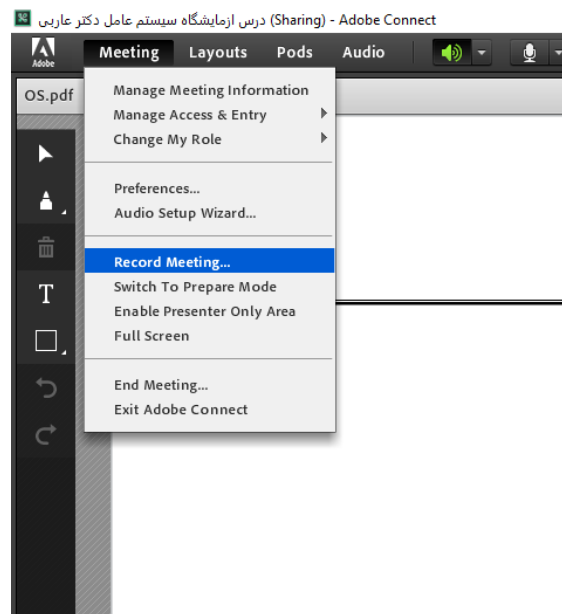 درس ازمایشگاه سیستم عامل دکتر عاربی (Sharing) - Adobe Connect
Adobe
Meeting Layouts Pods Audio
OS.pdf
Manage Meeting Information
Manage Access & Entry
Change My Role
Preferences...
Audio Setup Wizard...
Record Meeting...
Switch To Prepare Mode
Enable Presenter Only Area
Full Screen
End Meeting...
Exit Adobe Connect
T